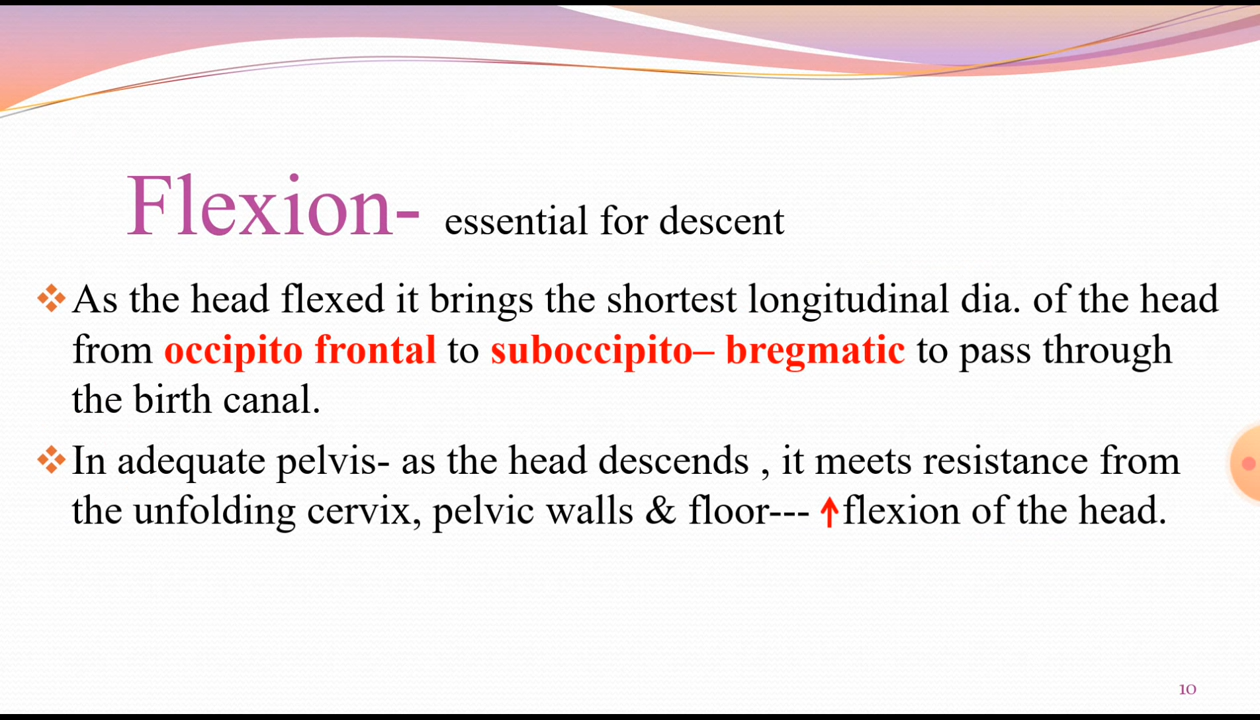 Flexion- essential for descent
❖As the head flexed it brings the shortest longitudinal dia. of the head
from occipito frontal to suboccipito– bregmatic to pass through
the birth canal.
❖In adequate pelvis- as the head descends , it meets resistance from
the unfolding cervix, pelvic walls & floor--- ↑flexion of the head.
10